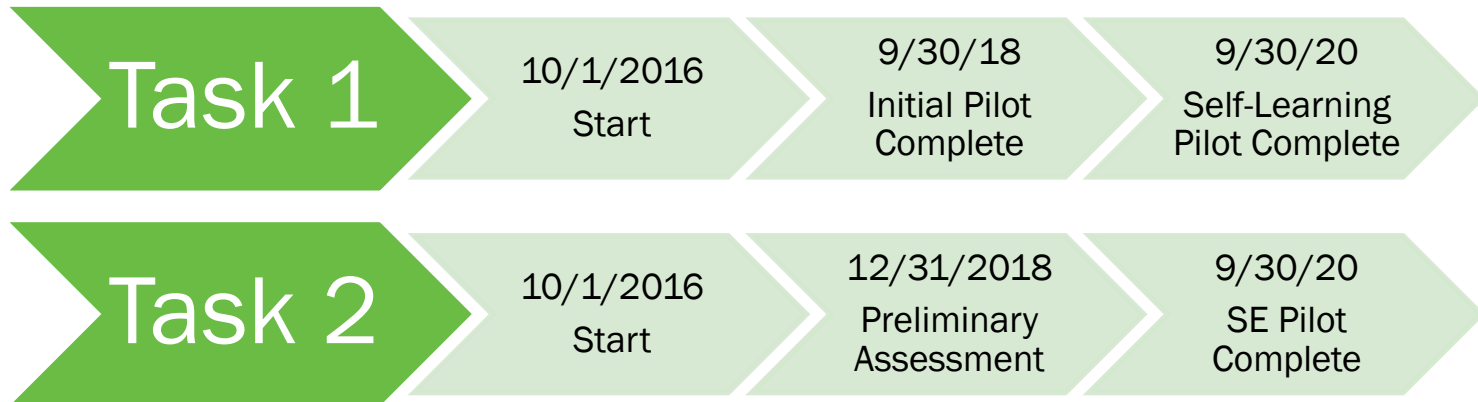 Task 1
10/1/2016
Start
9/30/18
Initial Pilot
Complete
9/30/20
Self-Learning
Pilot Complete
Task 2
10/1/2016
Start
12/31/2018
Preliminary
Assessment
9/30/20
SE Pilot
Complete